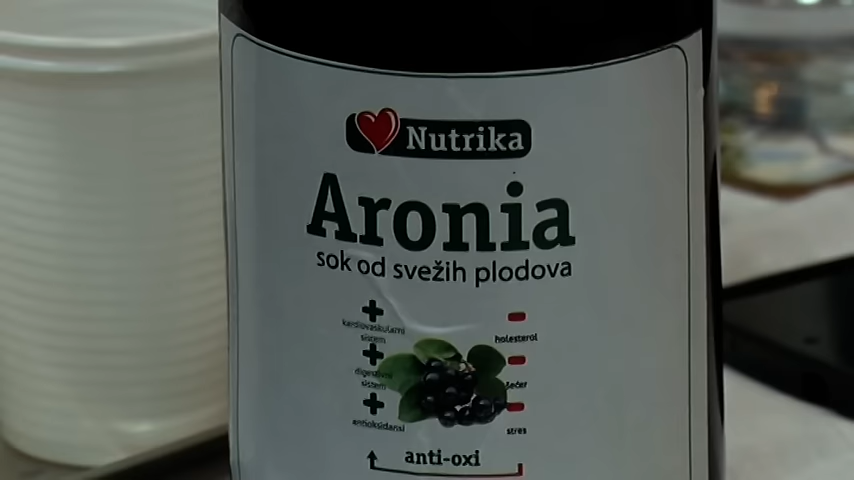 Nutrika
Aronia
sok od svežih plodova
kardiovaskularni
sistem
holesterol
digestivni
sistem
šećer
antioksidansi
stres
anti-oxi